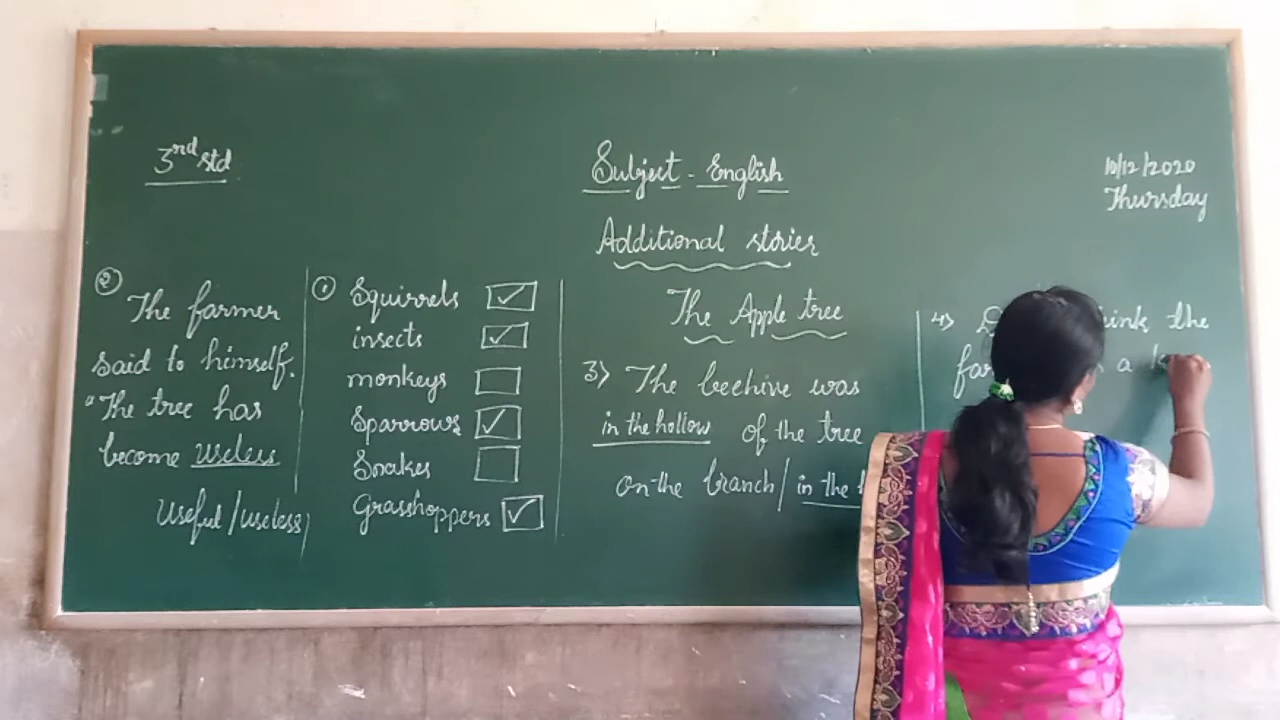 3rd std
Subject - English
10/12/2020
Thursday
Additional stories
The Apple tree
②
The farmer
said to himself.
"The tree has
become useless
Useful/useless
① Squirrels ✓
insects ✓
monkeys
Sparrows ✓
Snakes
Grasshoppers ✓
3) The beehive was
in the hollow of the tree
on the branch/ in the
4) the
a